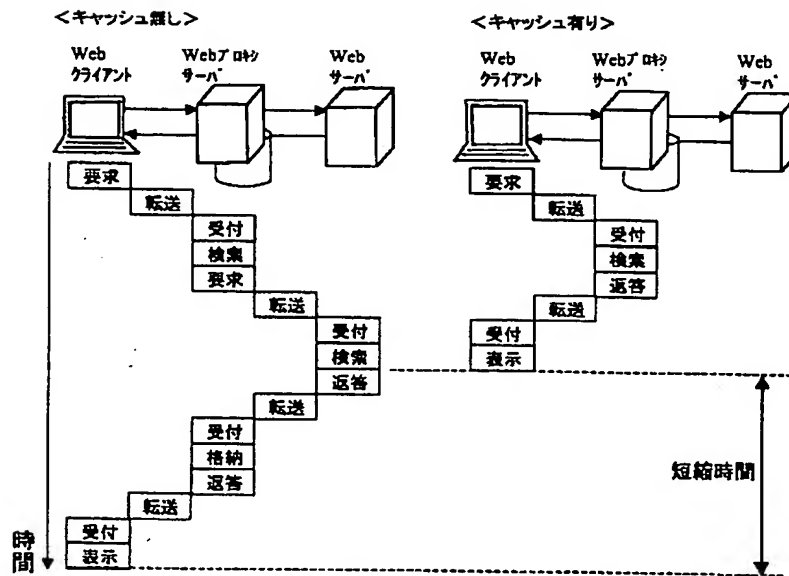 ＜キャッシュ無し＞
Web
クライアント
Webプロキシ
サーバ
Web
サーバ
要求
転送
受付
検索
要求
転送
受付
検索
返答
転送
受付
格納
返答
転送
受付
表示
時間
＜キャッシュ有り＞
Web
クライアント
Webプロキシ
サーバ
Web
サーバ
要求
転送
受付
検索
返答
転送
受付
表示
短縮時間